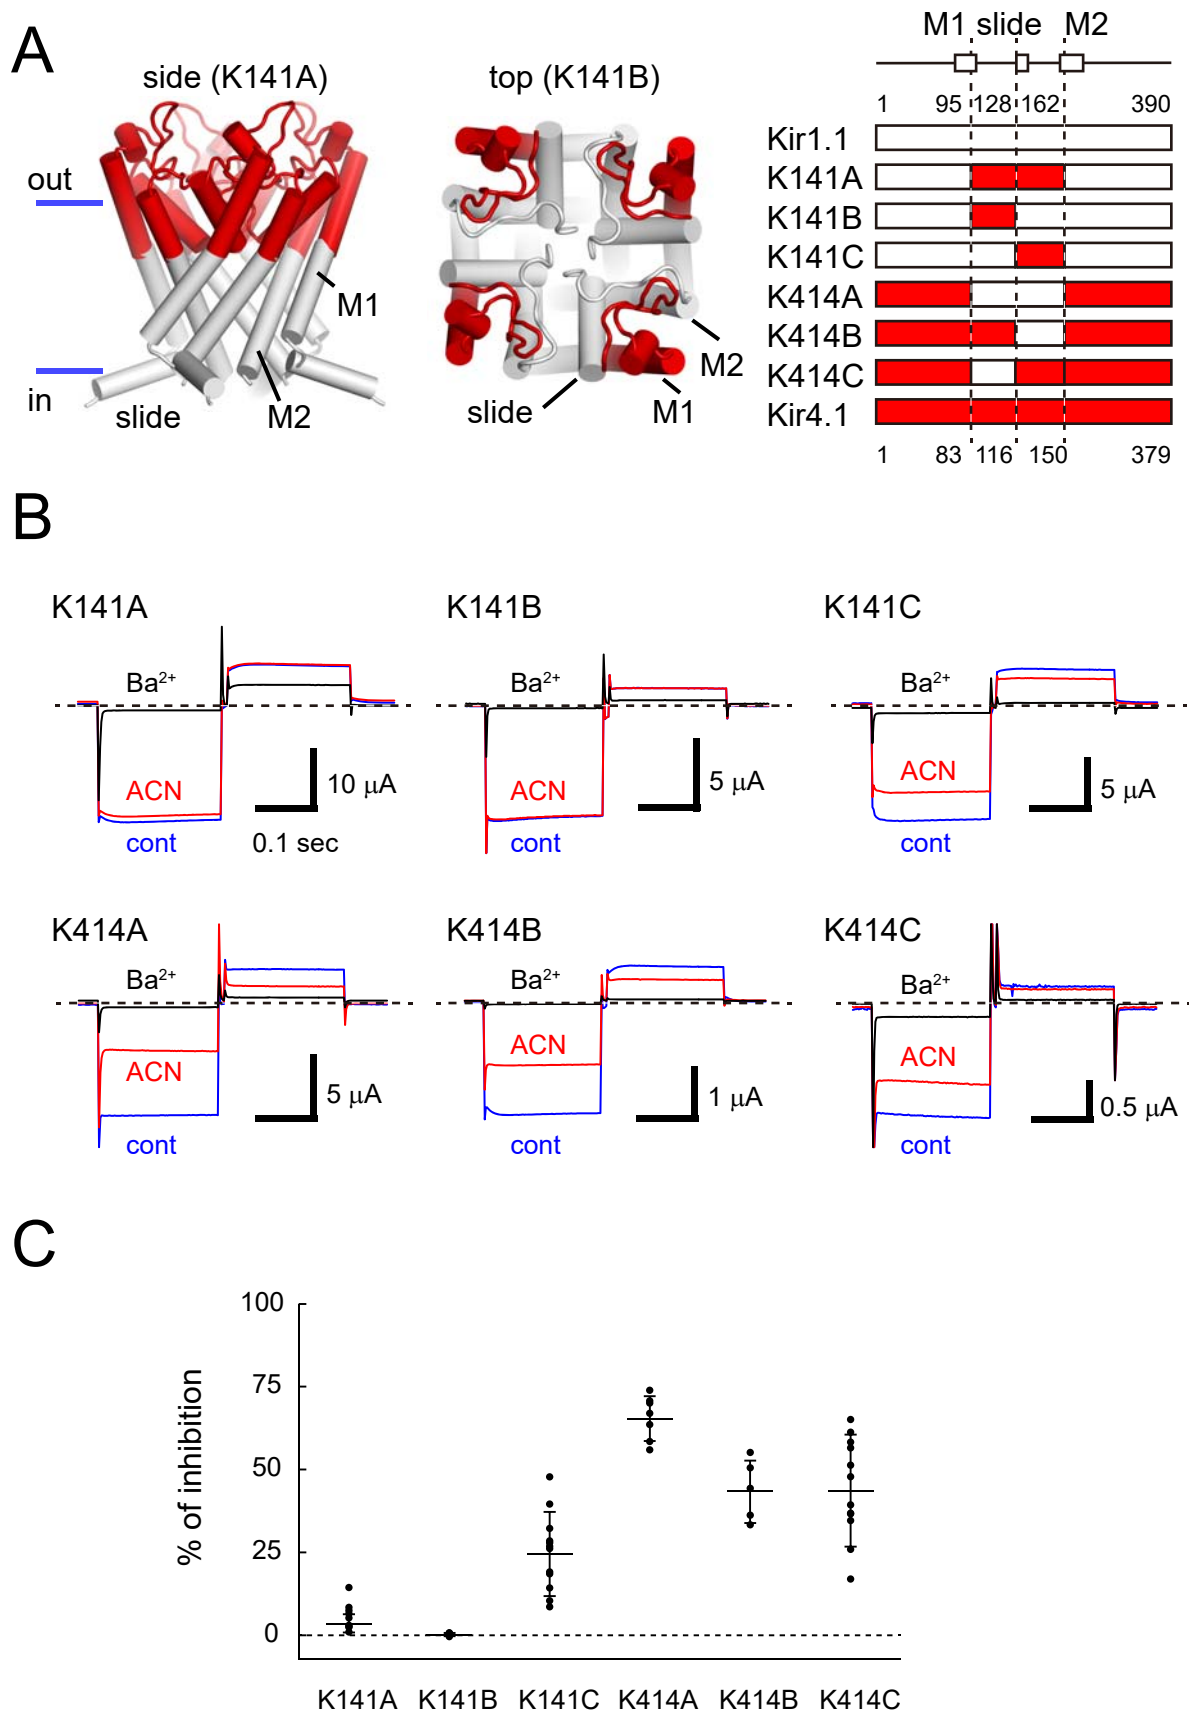 A
side (K141A)
out
in
slide
M1
M2
top (K141B)
slide
M2
M1
M1 slide M2
1 95 128 162 390
Kir1.1
K141A
K141B
K141C
K414A
K414B
K414C
Kir4.1
1 83 116 150 379
B
K141A
Ba²⁺
ACN
cont
10 μA
0.1 sec
K141B
Ba²⁺
ACN
cont
5 μA
K141C
Ba²⁺
ACN
cont
5 μA
K414A
Ba²⁺
ACN
cont
5 μA
K414B
Ba²⁺
ACN
cont
1 μA
K414C
Ba²⁺
ACN
cont
0.5 μA
C
% of inhibition
100
75
50
25
0
K141A K141B K141C K414A K414B K414C